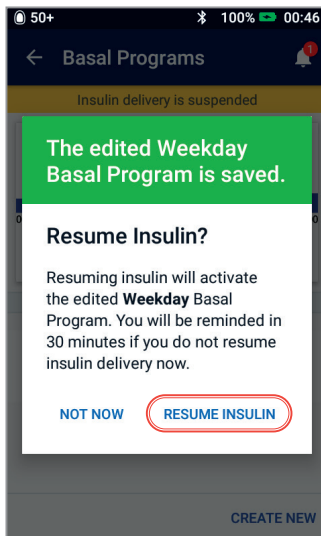 50+ 100% 00:46
Basal Programs 1
Insulin delivery is suspended
The edited Weekday
Basal Program is saved.
Resume Insulin?
Resuming insulin will activate
the edited Weekday Basal
Program. You will be reminded in
30 minutes if you do not resume
insulin delivery now.
NOT NOW RESUME INSULIN
CREATE NEW